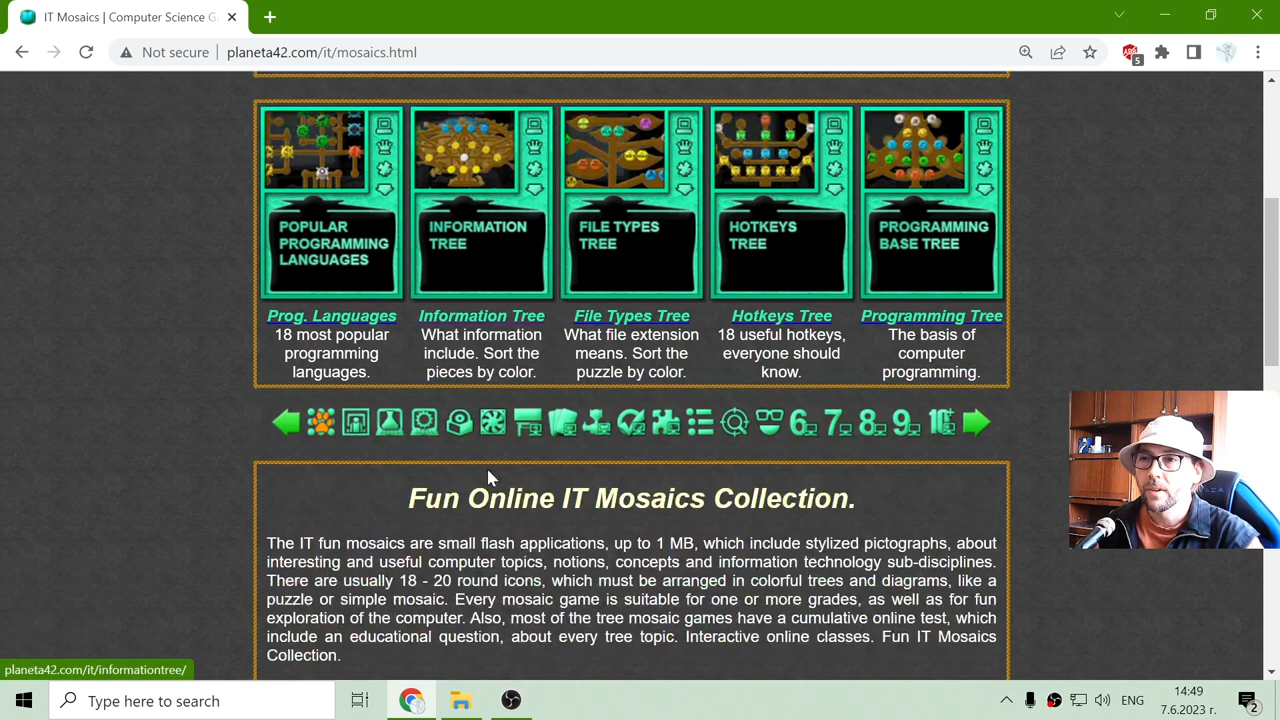 IT Mosaics | Computer Science G
Not secure
planeta42.com/it/mosaics.html
5
POPULAR
PROGRAMMING
LANGUAGES
INFORMATION
TREE
FILE TYPES
TREE
HOTKEYS
TREE
PROGRAMMING
BASE TREE
Prog. Languages
18 most popular
programming
languages.
Information Tree
What information
include. Sort the
pieces by color.
File Types Tree
What file extension
means. Sort the
puzzle by color.
Hotkeys Tree
18 useful hotkeys,
everyone should
know.
Programming Tree
The basis of
computer
programming.
6 7 8 9 10
Fun Online IT Mosaics Collection.
The IT fun mosaics are small flash applications, up to 1 MB, which include stylized pictographs, about
interesting and useful computer topics, notions, concepts and information technology sub-disciplines.
There are usually 18 - 20 round icons, which must be arranged in colorful trees and diagrams, like a
puzzle or simple mosaic. Every mosaic game is suitable for one or more grades, as well as for fun
exploration of the computer. Also, most of the tree mosaic games have a cumulative online test, which
include an educational question, about every tree topic. Interactive online classes. Fun IT Mosaics
Collection.
planeta42.com/it/informationtree/
Type here to search
ENG
14:49
7.6.2023 г.
2